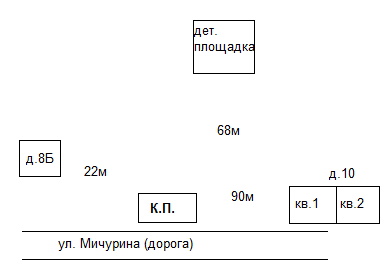 дет.
площадка
68м
д.8Б
22м
д.10
К.П.
90м
кв.1
кв.2
ул. Мичурина (дорога)